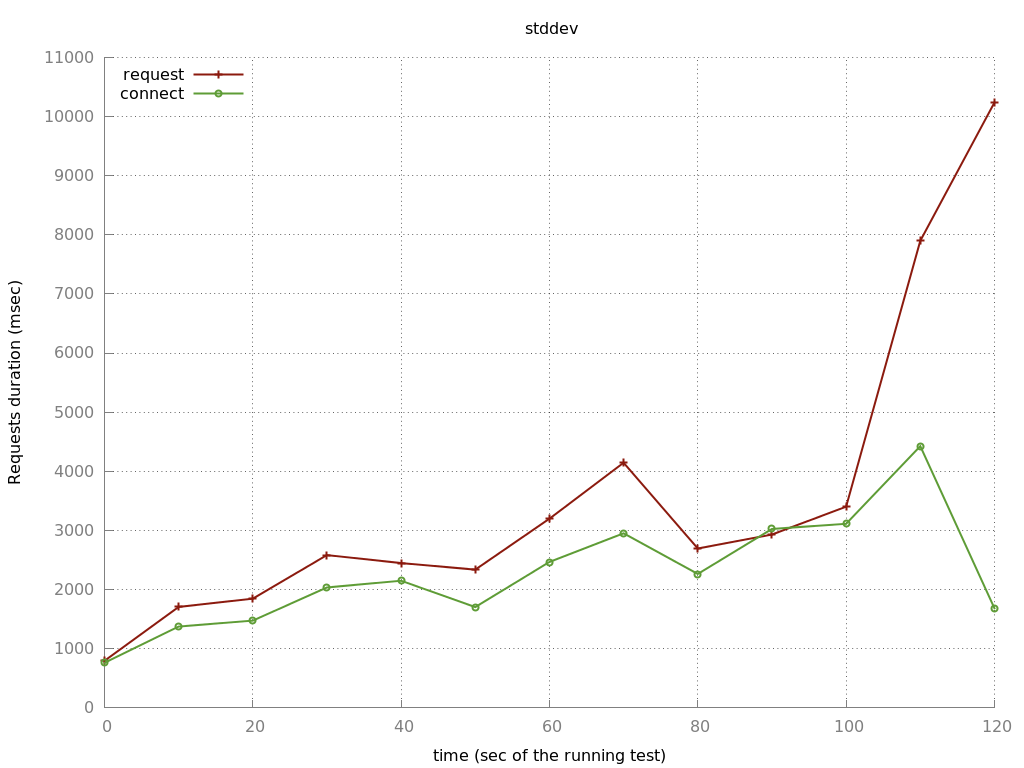 stddev
request
connect
11000
10000
9000
8000
7000
6000
5000
4000
3000
2000
1000
0
Requests duration (msec)
0 20 40 60 80 100 120
time (sec of the running test)